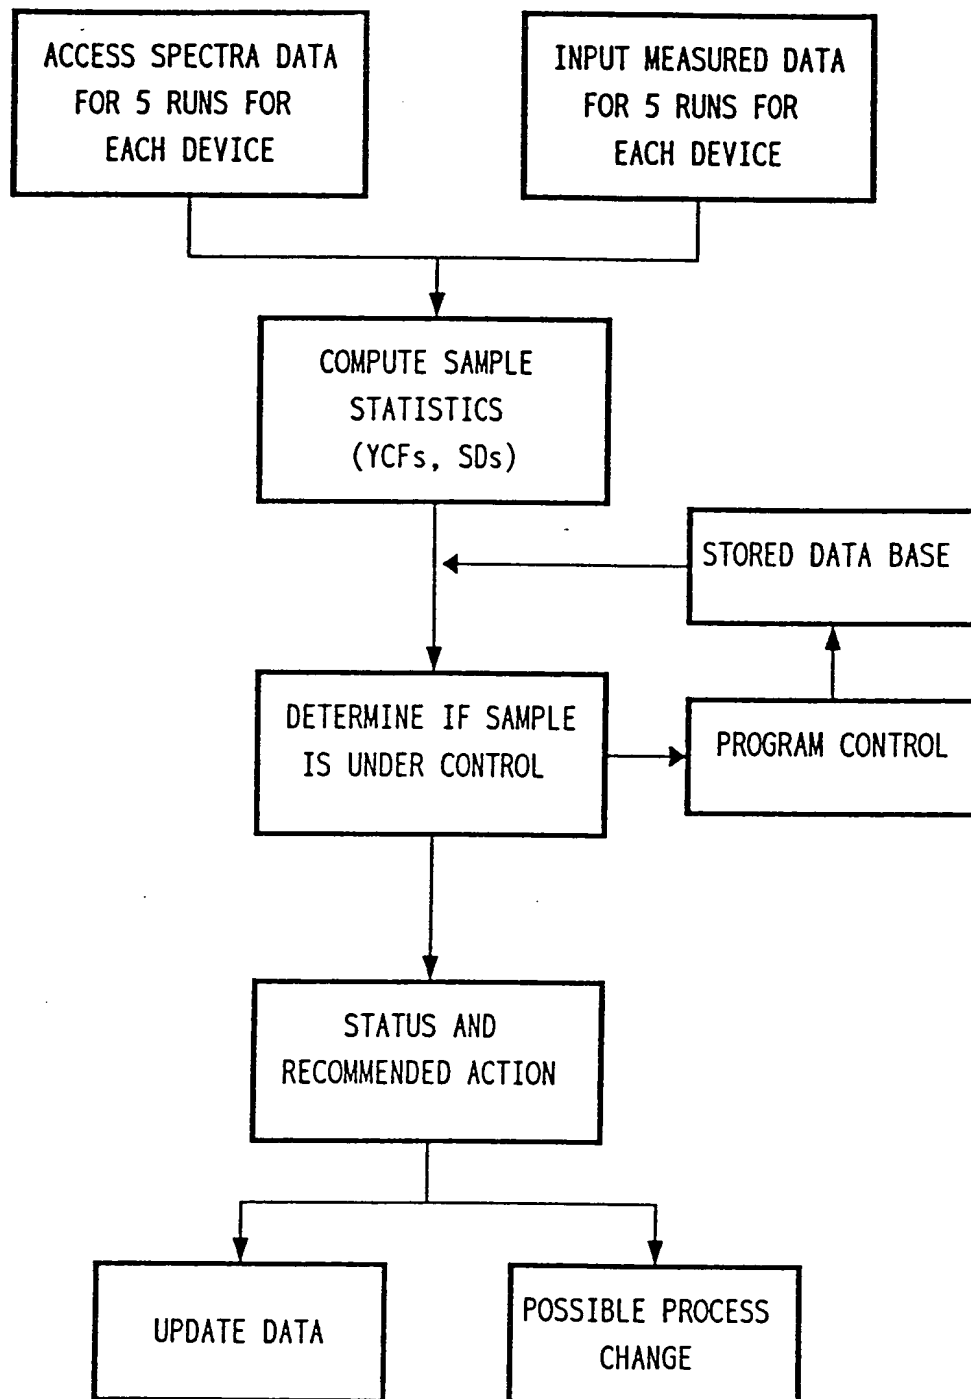 ACCESS SPECTRA DATA
FOR 5 RUNS FOR
EACH DEVICE
INPUT MEASURED DATA
FOR 5 RUNS FOR
EACH DEVICE
COMPUTE SAMPLE
STATISTICS
(YCFs, SDs)
STORED DATA BASE
DETERMINE IF SAMPLE
IS UNDER CONTROL
PROGRAM CONTROL
STATUS AND
RECOMMENDED ACTION
UPDATE DATA
POSSIBLE PROCESS
CHANGE